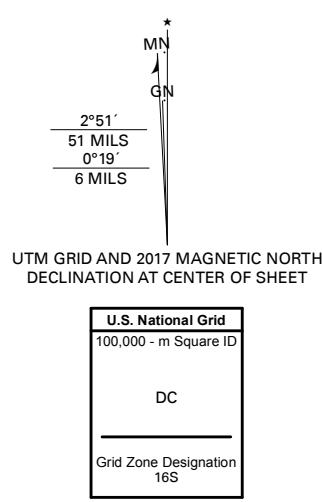 ★
MN
GN
2°51´
51 MILS
0°19´
6 MILS
UTM GRID AND 2017 MAGNETIC NORTH
DECLINATION AT CENTER OF SHEET
U.S. National Grid
100,000 - m Square ID
DC
Grid Zone Designation
16S